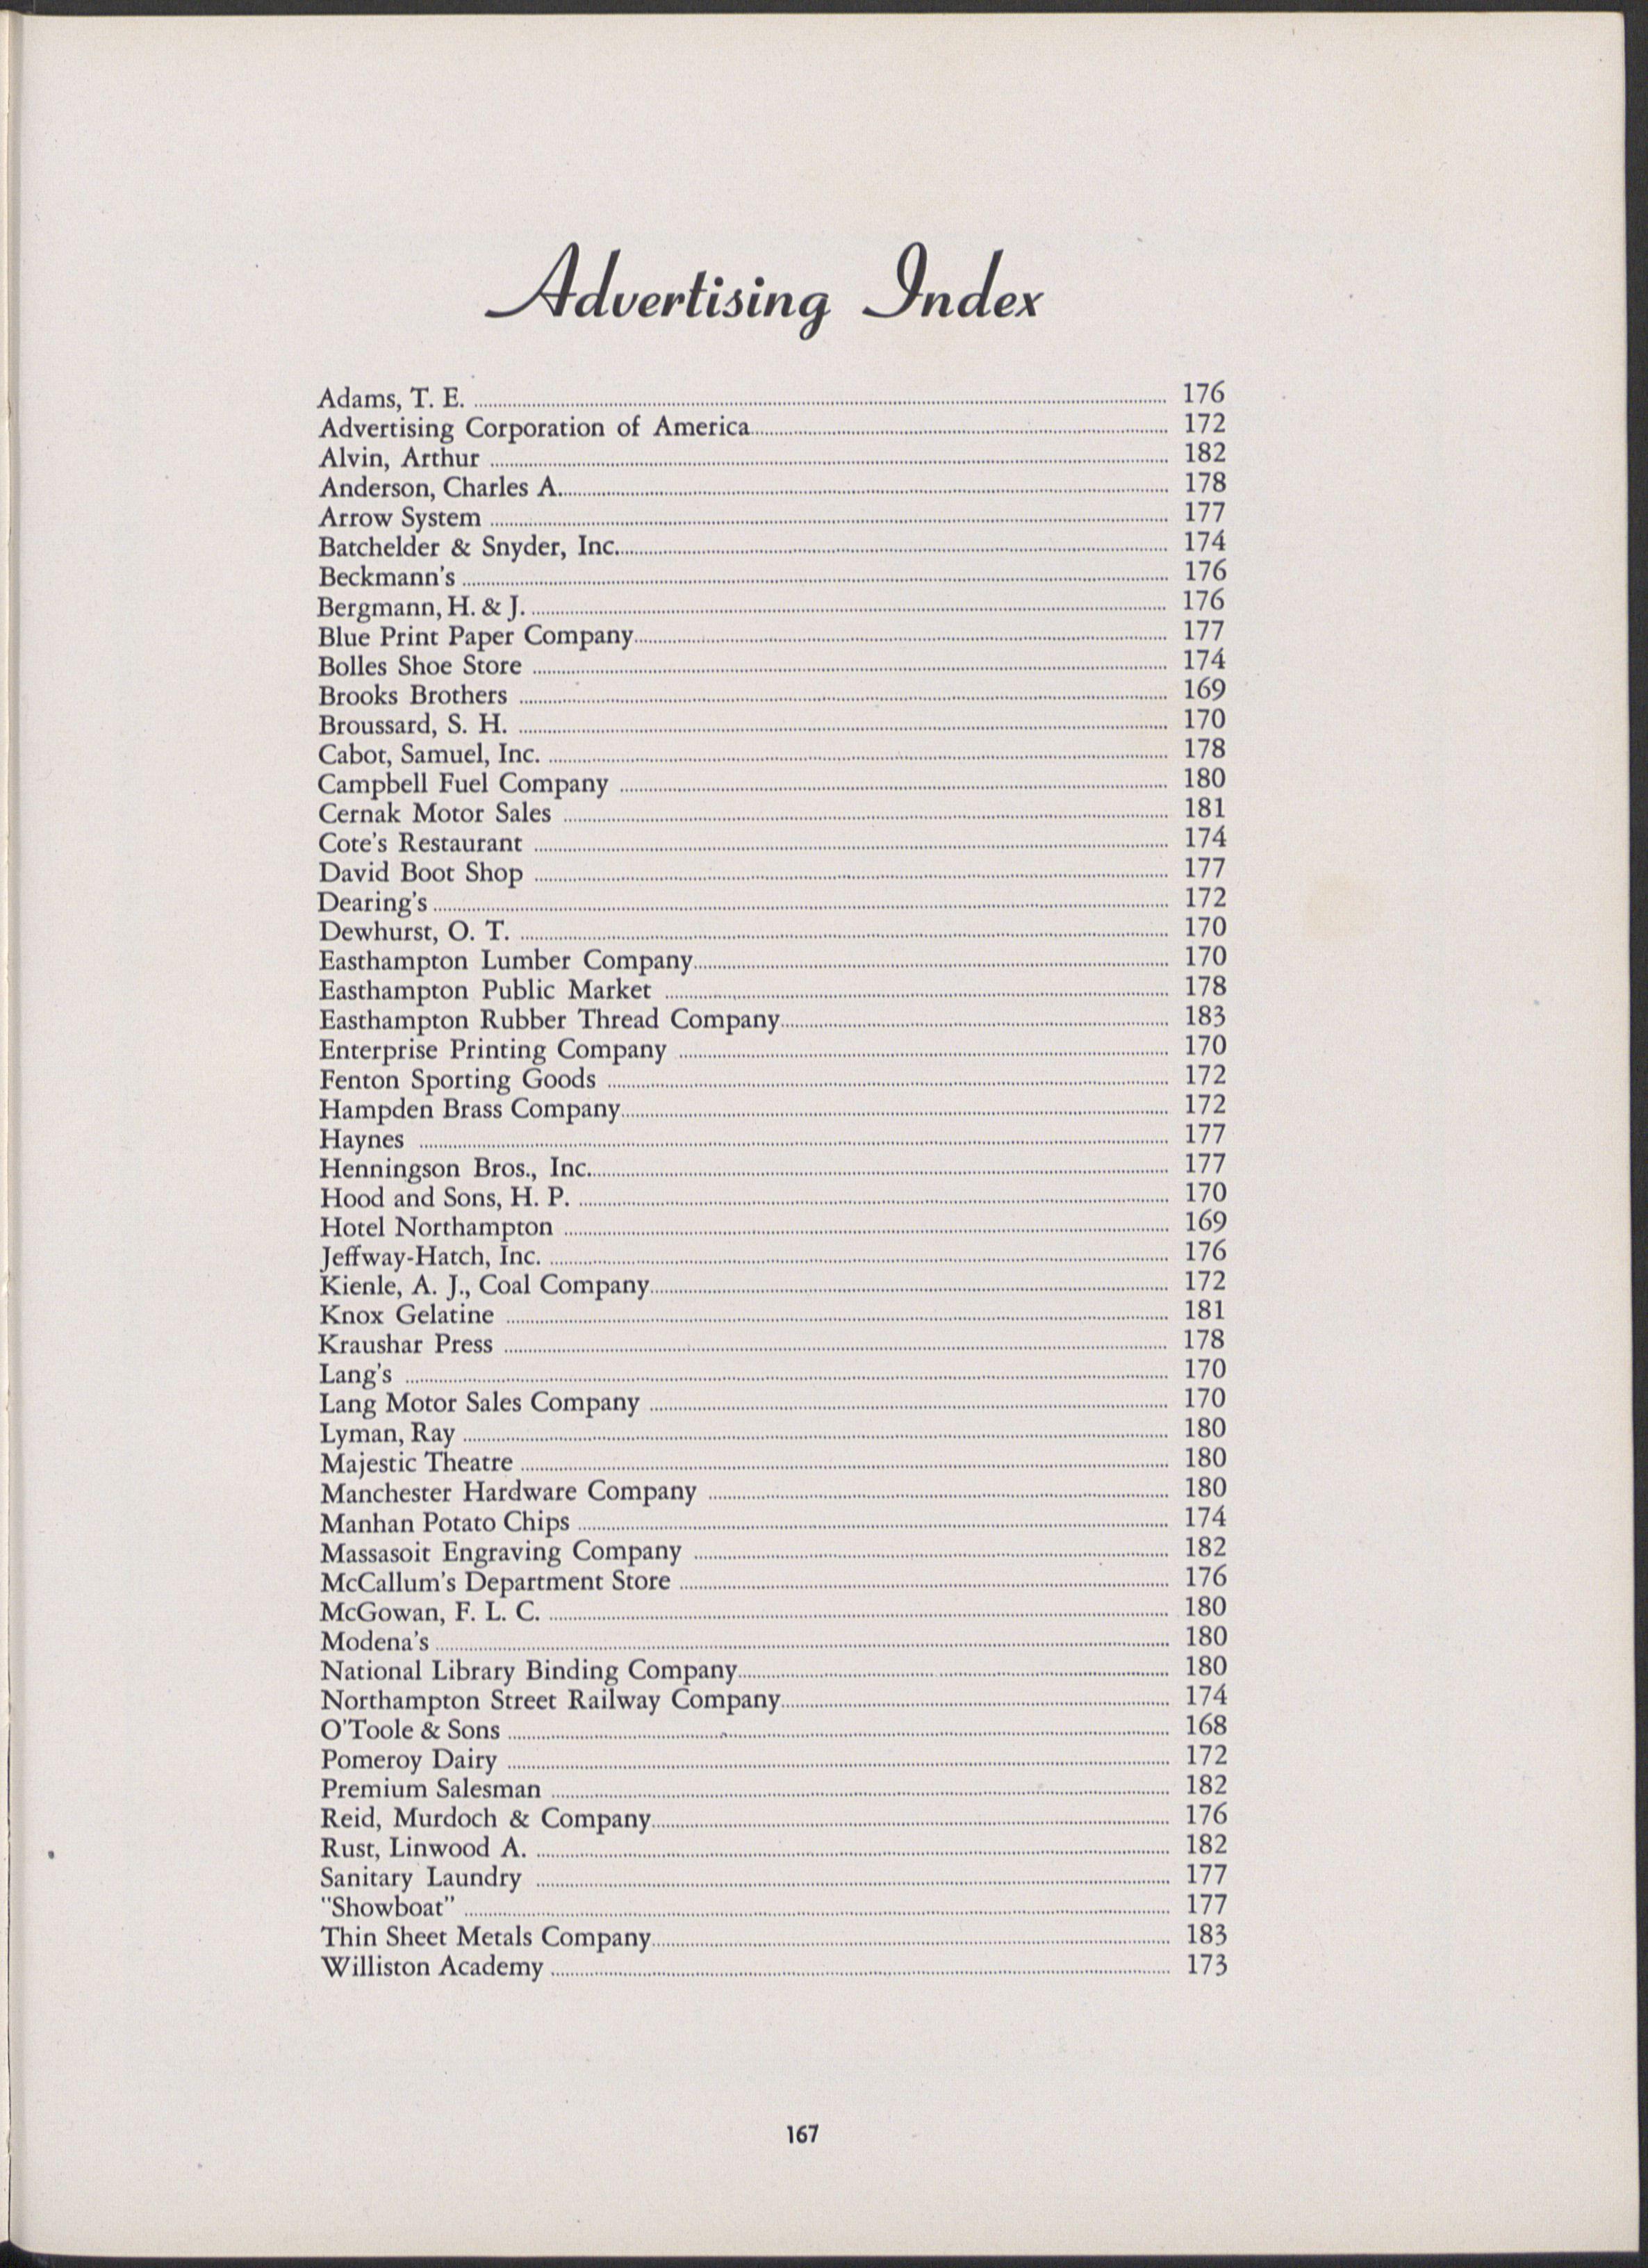 Advertising Index
Adams, T. E. 176
Advertising Corporation of America 172
Alvin, Arthur 182
Anderson, Charles A. 178
Arrow System 177
Batchelder & Snyder, Inc. 174
Beckmann's 176
Bergmann, H. & J. 176
Blue Print Paper Company 177
Bolles Shoe Store 174
Brooks Brothers 169
Broussard, S. H. 170
Cabot, Samuel, Inc. 178
Campbell Fuel Company 180
Cernak Motor Sales 181
Cote's Restaurant 174
David Boot Shop 177
Dearing's 172
Dewhurst, O. T. 170
Easthampton Lumber Company 170
Easthampton Public Market 178
Easthampton Rubber Thread Company 183
Enterprise Printing Company 170
Fenton Sporting Goods 172
Hampden Brass Company 172
Haynes 177
Henningson Bros., Inc. 177
Hood and Sons, H. P. 170
Hotel Northampton 169
Jeffway-Hatch, Inc. 176
Kienle, A. J., Coal Company 172
Knox Gelatine 181
Kraushar Press 178
Lang's 170
Lang Motor Sales Company 170
Lyman, Ray 180
Majestic Theatre 180
Manchester Hardware Company 180
Manhan Potato Chips 174
Massasoit Engraving Company 182
McCallum's Department Store 176
McGowan, F. L. C. 180
Modena's 180
National Library Binding Company 180
Northampton Street Railway Company 174
O'Toole & Sons 168
Pomeroy Dairy 172
Premium Salesman 182
Reid, Murdoch & Company 176
Rust, Linwood A. 182
Sanitary Laundry 177
"Showboat" 177
Thin Sheet Metals Company 183
Williston Academy 173
167